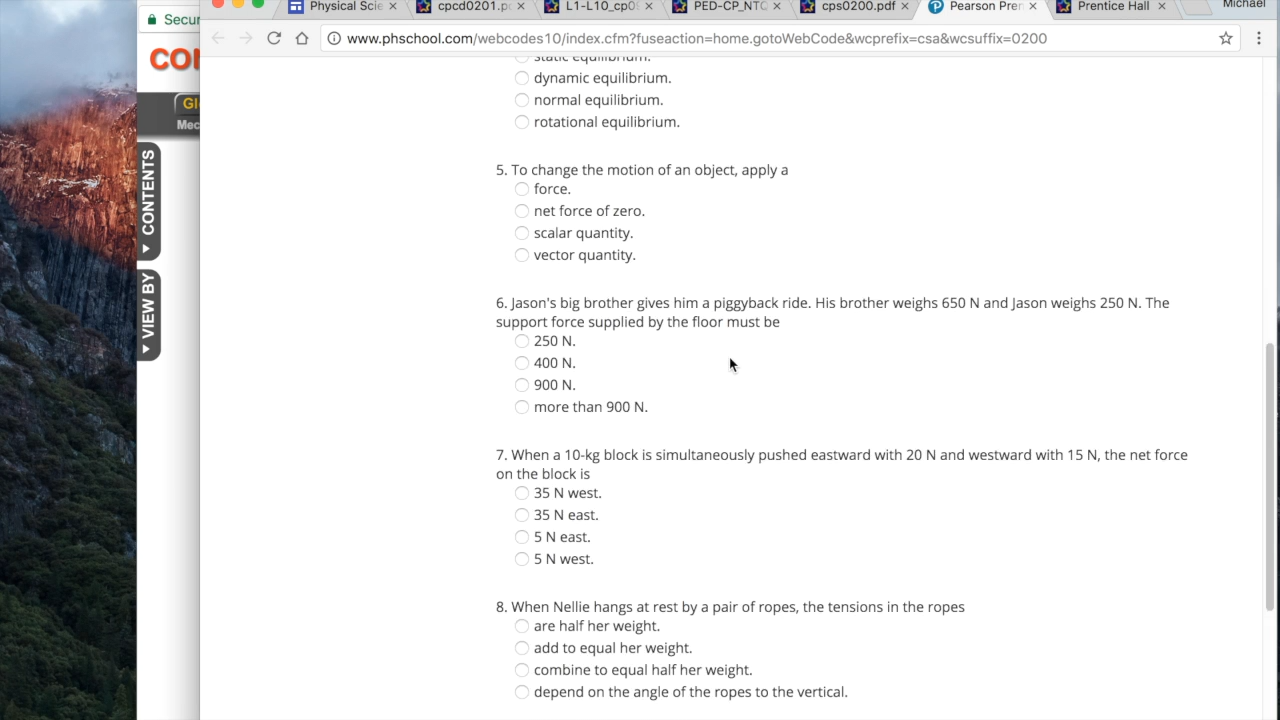 Physical Scie
cpcd0201.pc
L1-L10_cp09
PED-CP_NTC
cps0200.pdf
Pearson Pren
Prentice Hall
Michael
Secur
www.phschool.com/webcodes10/index.cfm?fuseaction=home.gotoWebCode&wcprefix=csa&wcsuffix=0200
Mec
CONTENTS
VIEW BY
static equilibrium.
dynamic equilibrium.
normal equilibrium.
rotational equilibrium.
5. To change the motion of an object, apply a
force.
net force of zero.
scalar quantity.
vector quantity.
6. Jason's big brother gives him a piggyback ride. His brother weighs 650 N and Jason weighs 250 N. The
support force supplied by the floor must be
250 N.
400 N.
900 N.
more than 900 N.
7. When a 10-kg block is simultaneously pushed eastward with 20 N and westward with 15 N, the net force
on the block is
35 N west.
35 N east.
5 N east.
5 N west.
8. When Nellie hangs at rest by a pair of ropes, the tensions in the ropes
are half her weight.
add to equal her weight.
combine to equal half her weight.
depend on the angle of the ropes to the vertical.